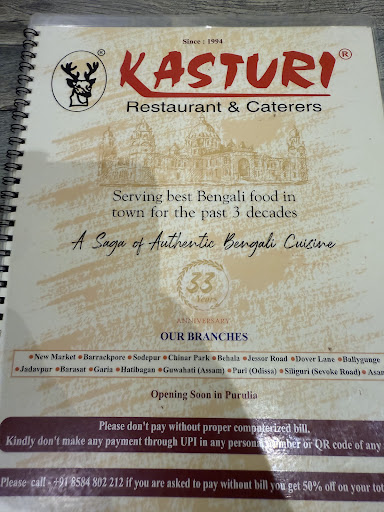 Since : 1994
KASTURI®
®
Restaurant & Caterers
Serving best Bengali food in
town for the past 3 decades
A Saga of Authentic Bengali Cuisine
33
Years
ANNIVERSARY
OUR BRANCHES
•New Market •Barrackpore •Sodepur •Chinar Park •Behala •Jessor Road •Dover Lane •Ballygunge
•Jadavpur •Barasat •Garia •Hatibagan •Guwahati (Assam) •Puri (Odissa) •Siliguri (Sevoke Road) •Asan
Opening Soon in Purulia
Please don't pay without proper computerized bill.
Kindly don't make any payment through UPI in any personal number or QR code of any
Please call - +91 8584 802 212 if you are asked to pay without bill you get 50% off on your tot